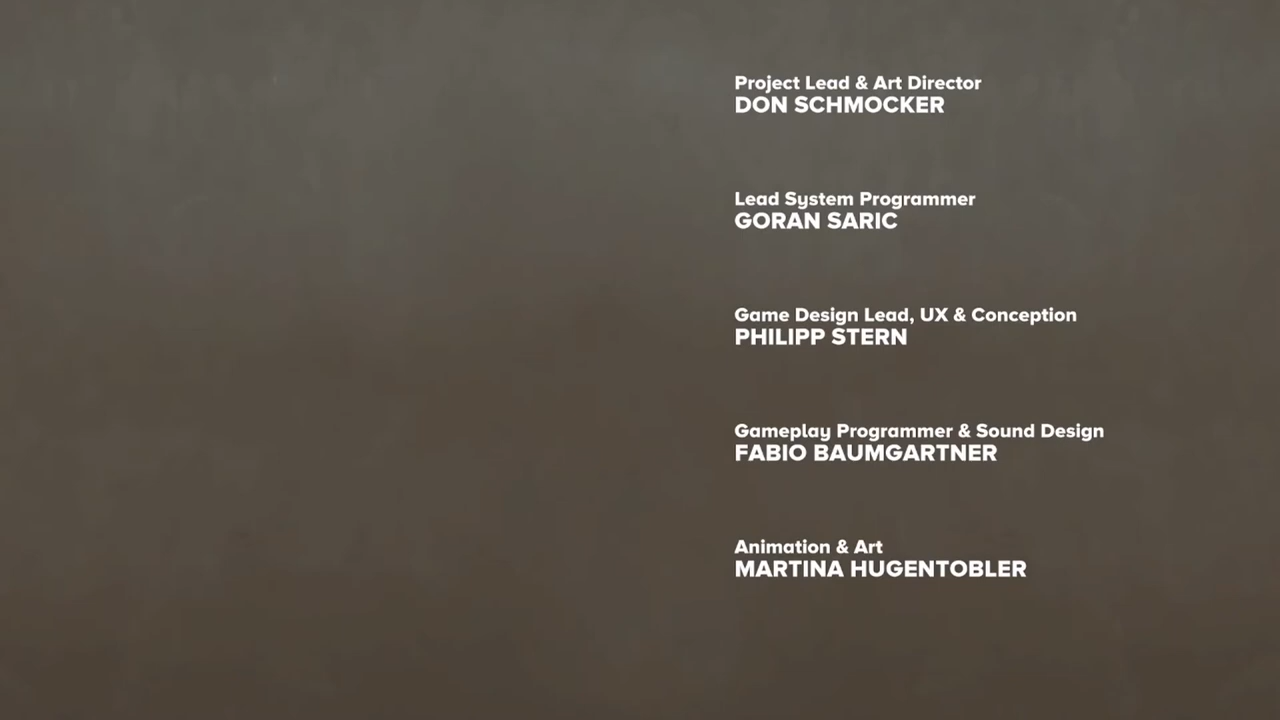 Project Lead & Art Director
DON SCHMOCKER
Lead System Programmer
GORAN SARIC
Game Design Lead, UX & Conception
PHILIPP STERN
Gameplay Programmer & Sound Design
FABIO BAUMGARTNER
Animation & Art
MARTINA HUGENTOBLER